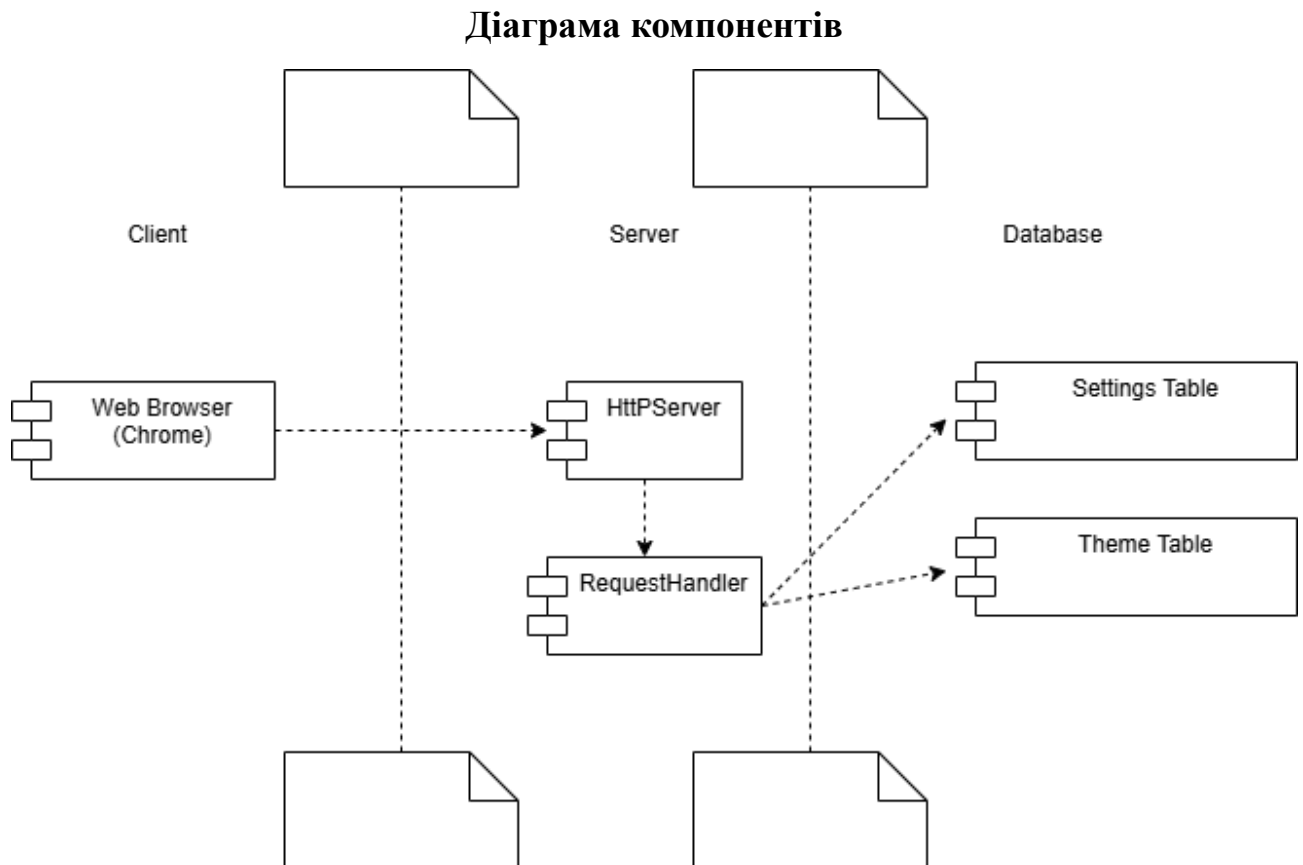 Діаграма компонентів
Client
Server
Database
Web Browser
(Chrome)
HttPServer
Settings Table
RequestHandler
Theme Table